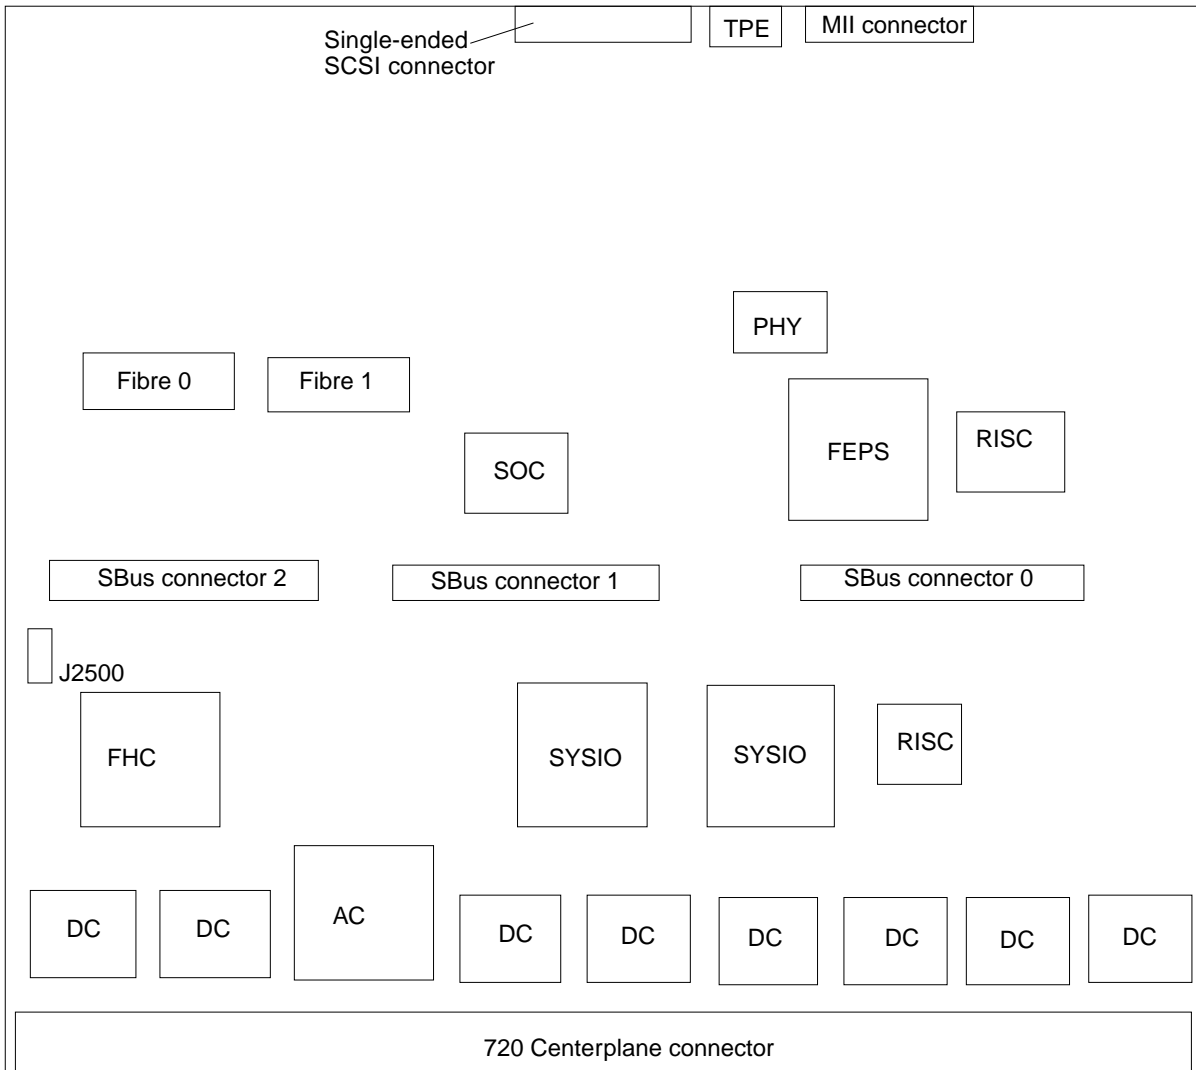 Single-ended
SCSI connector
TPE
MII connector
PHY
Fibre 0
Fibre 1
SOC
FEPS
RISC
SBus connector 2
SBus connector 1
SBus connector 0
J2500
FHC
SYSIO
SYSIO
RISC
DC
DC
AC
DC
DC
DC
DC
DC
DC
720 Centerplane connector